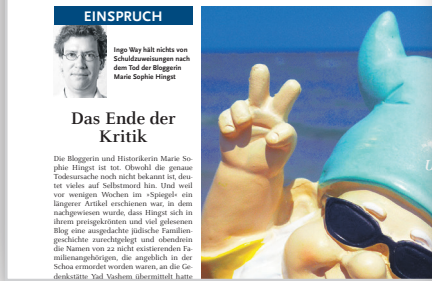 EINSPRUCH
Ingo Way hält nichts von
Schuldzuweisungen nach
dem Tod der Bloggerin
Marie Sophie Hingst
Das Ende der
Kritik
Die Bloggerin und Historikerin Marie So-
phie Hingst ist tot. Obwohl die genaue
Todesursache noch nicht bekannt ist, deu-
tet vieles auf Selbstmord hin. Und weil
vor wenigen Wochen im »Spiegel« ein
längerer Artikel erschienen war, in dem
nachgewiesen wurde, dass Hingst sich in
ihrem preisgekrönten und viel gelesenen
Blog eine ausgedachte jüdische Familien-
geschichte zurechtgelegt und obendrein
die Namen von 22 nicht existierenden Fa-
milienangehörigen, die angeblich in der
Schoa ermordet worden waren, an die Ge-
denkstätte Yad Vashem übermittelt hatte
U